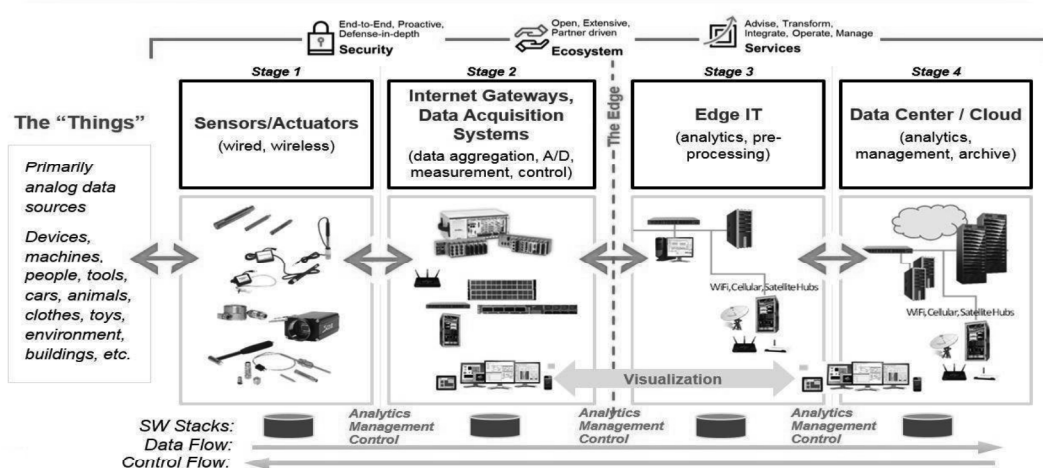 End-to-End, Proactive,
Defense-in-depth
Security
Open, Extensive,
Partner driven
Ecosystem
Advise, Transform,
Integrate, Operate, Manage
Services
The "Things"
Primarily
analog data
sources
Devices,
machines,
people, tools,
cars, animals,
clothes, toys,
environment,
buildings, etc.
Stage 1
Sensors/Actuators
(wired, wireless)
Stage 2
Internet Gateways,
Data Acquisition
Systems
(data aggregation, A/D,
measurement, control)
The Edge
Stage 3
Edge IT
(analytics, pre-
processing)
Stage 4
Data Center / Cloud
(analytics,
management, archive)
WiFi, Cellular, Satellite Hubs
WiFi, Cellular, Satellite Hubs
Visualization
SW Stacks:
Analytics
Management
Control
Analytics
Management
Control
Analytics
Management
Control
Data Flow:
Control Flow: